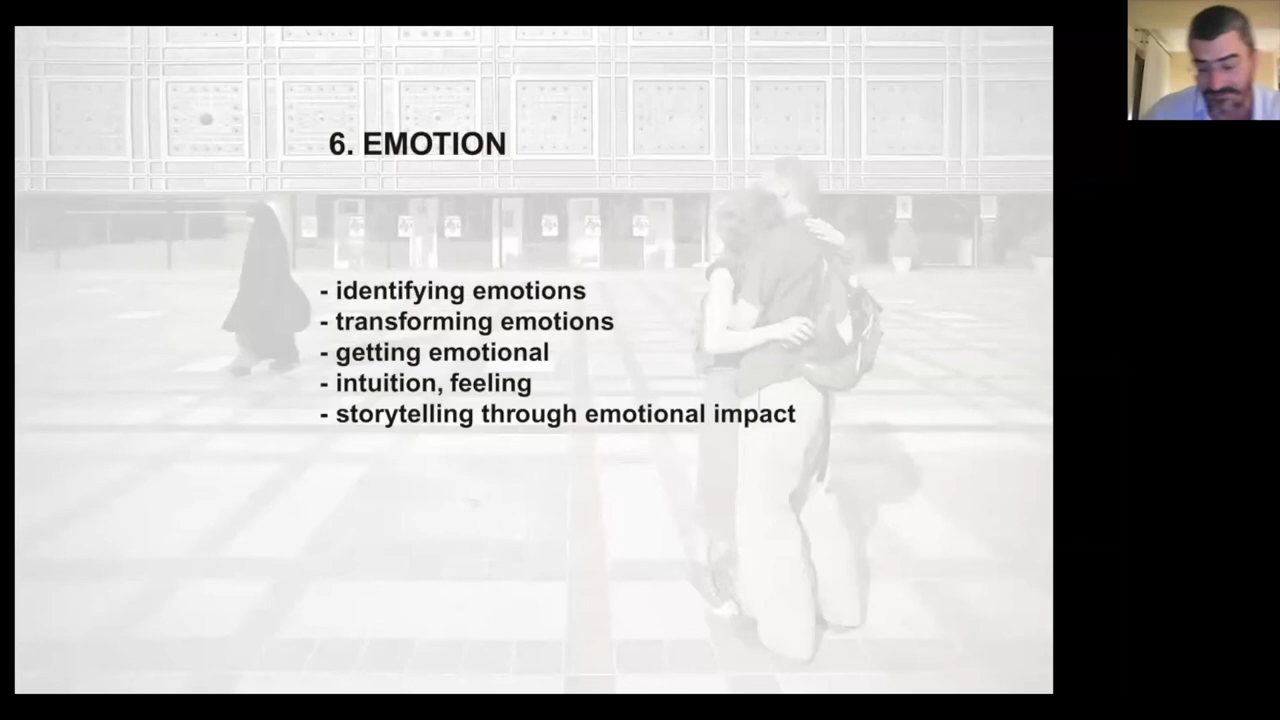 6. EMOTION
- identifying emotions
- transforming emotions
- getting emotional
- intuition, feeling
- storytelling through emotional impact